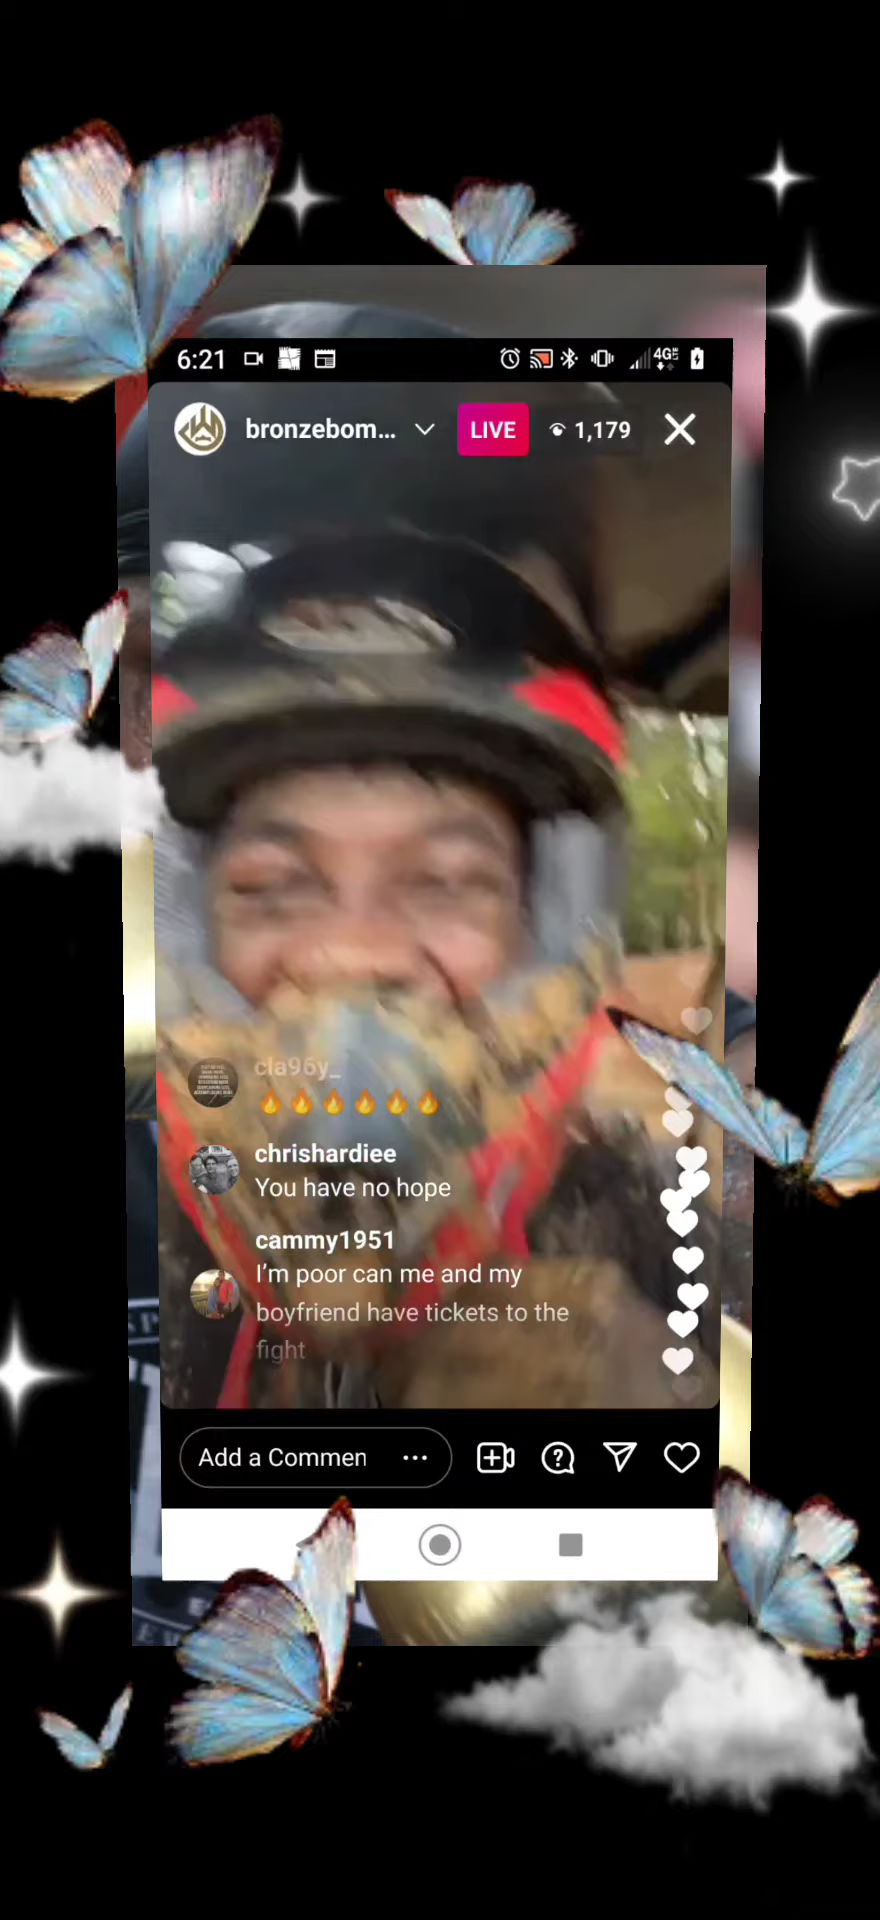 6:21
4GE
bronzebom...
LIVE
1,179
cla96y_
🔥🔥🔥🔥🔥🔥
chrishardiee
You have no hope
cammy1951
I’m poor can me and my
boyfriend have tickets to the
fight
Add a Commen